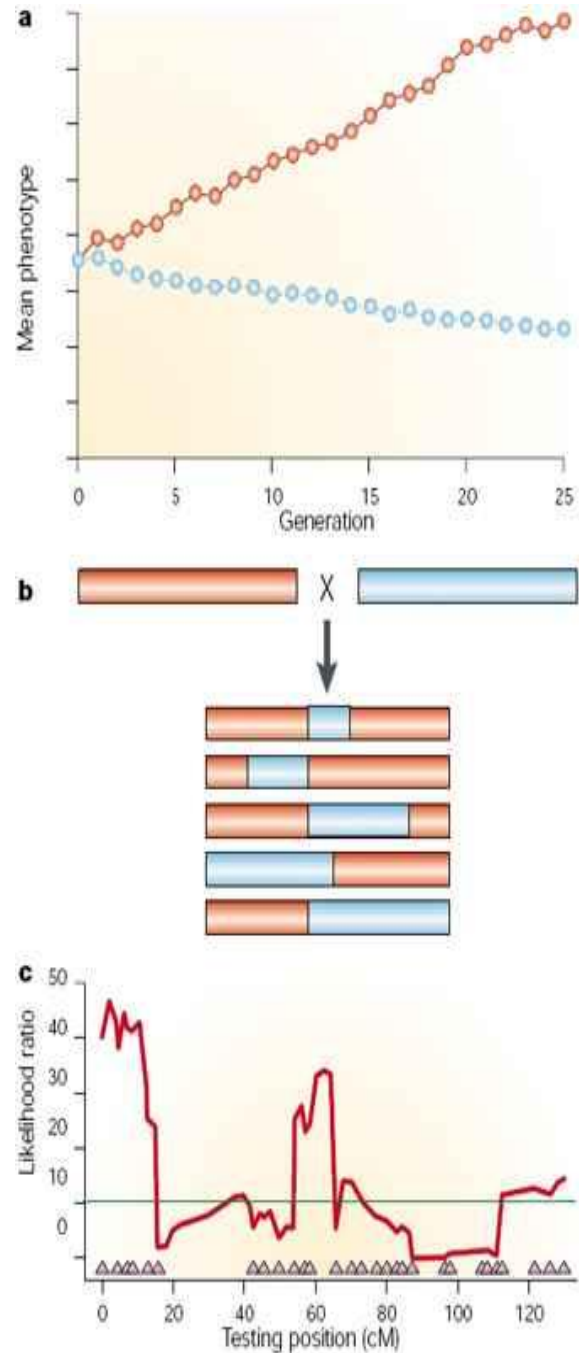 a
Mean phenotype
0 5 10 15 20 25
Generation
b
X
c
50
40
30
20
10
0
Likelihood ratio
0 20 40 60 80 100 120
Testing position (cM)